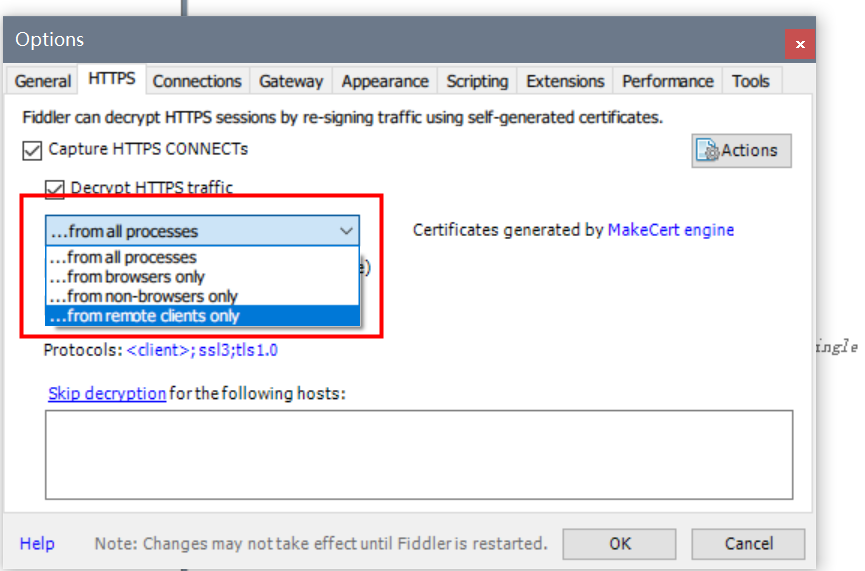 Options
General HTTPS Connections Gateway Appearance Scripting Extensions Performance Tools
Fiddler can decrypt HTTPS sessions by re-signing traffic using self-generated certificates.
Capture HTTPS CONNECTs
Actions
Decrypt HTTPS traffic
...from all processes
Certificates generated by MakeCert engine
...from all processes
...from browsers only
...from non-browsers only
...from remote clients only
Protocols: <client>; ssl3;tls1.0
ingle
Skip decryption for the following hosts:
Help Note: Changes may not take effect until Fiddler is restarted. OK Cancel